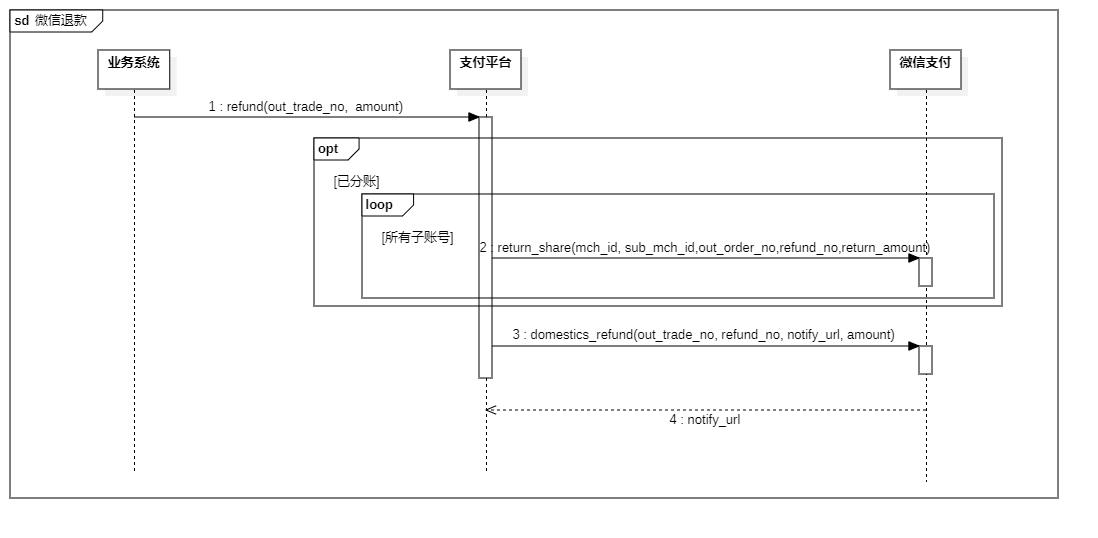 sd 微信退款
业务系统
支付平台
微信支付
1 : refund(out_trade_no,  amount)
opt
[已分账]
loop
[所有子账号]
2 : return_share(mch_id, sub_mch_id,out_order_no,refund_no,return_amount)
3 : domestics_refund(out_trade_no, refund_no, notify_url, amount)
4 : notify_url